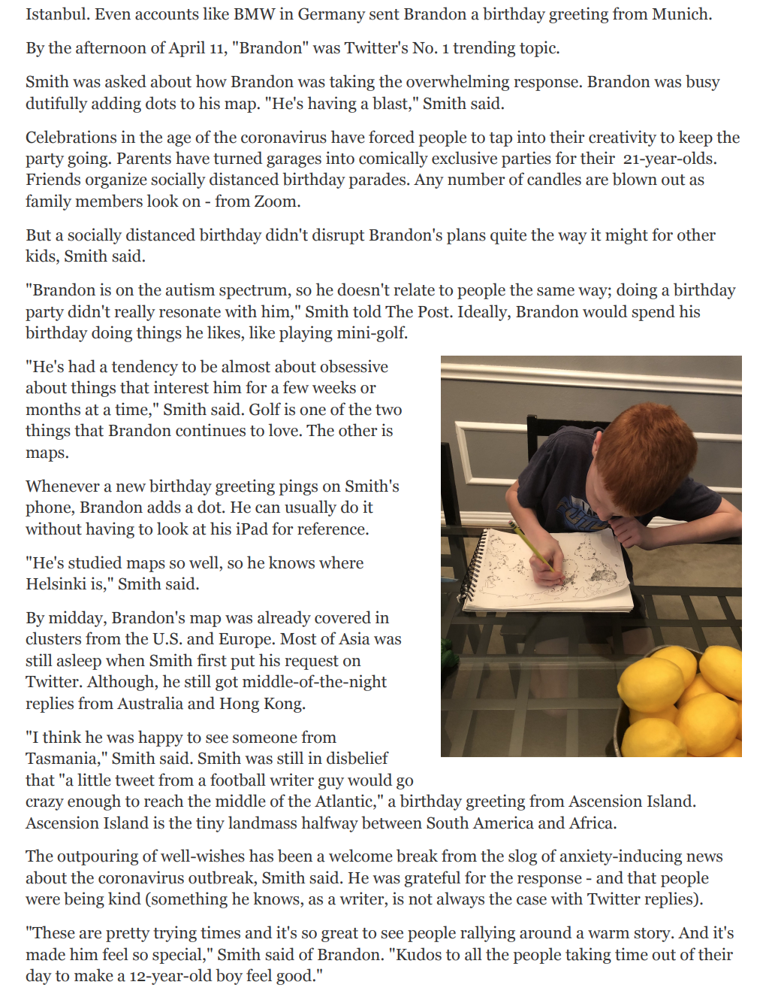 Istanbul. Even accounts like BMW in Germany sent Brandon a birthday greeting from Munich.
By the afternoon of April 11, "Brandon" was Twitter's No. 1 trending topic.
Smith was asked about how Brandon was taking the overwhelming response. Brandon was busy
dutifully adding dots to his map. "He's having a blast," Smith said.
Celebrations in the age of the coronavirus have forced people to tap into their creativity to keep the
party going. Parents have turned garages into comically exclusive parties for their  21-year-olds.
Friends organize socially distanced birthday parades. Any number of candles are blown out as
family members look on - from Zoom.
But a socially distanced birthday didn't disrupt Brandon's plans quite the way it might for other
kids, Smith said.
"Brandon is on the autism spectrum, so he doesn't relate to people the same way; doing a birthday
party didn't really resonate with him," Smith told The Post. Ideally, Brandon would spend his
birthday doing things he likes, like playing mini-golf.
"He's had a tendency to be almost about obsessive
about things that interest him for a few weeks or
months at a time," Smith said. Golf is one of the two
things that Brandon continues to love. The other is
maps.
Whenever a new birthday greeting pings on Smith's
phone, Brandon adds a dot. He can usually do it
without having to look at his iPad for reference.
"He's studied maps so well, so he knows where
Helsinki is," Smith said.
By midday, Brandon's map was already covered in
clusters from the U.S. and Europe. Most of Asia was
still asleep when Smith first put his request on
Twitter. Although, he still got middle-of-the-night
replies from Australia and Hong Kong.
"I think he was happy to see someone from
Tasmania," Smith said. Smith was still in disbelief
that "a little tweet from a football writer guy would go
crazy enough to reach the middle of the Atlantic," a birthday greeting from Ascension Island.
Ascension Island is the tiny landmass halfway between South America and Africa.
The outpouring of well-wishes has been a welcome break from the slog of anxiety-inducing news
about the coronavirus outbreak, Smith said. He was grateful for the response - and that people
were being kind (something he knows, as a writer, is not always the case with Twitter replies).
"These are pretty trying times and it's so great to see people rallying around a warm story. And it's
made him feel so special," Smith said of Brandon. "Kudos to all the people taking time out of their
day to make a 12-year-old boy feel good."